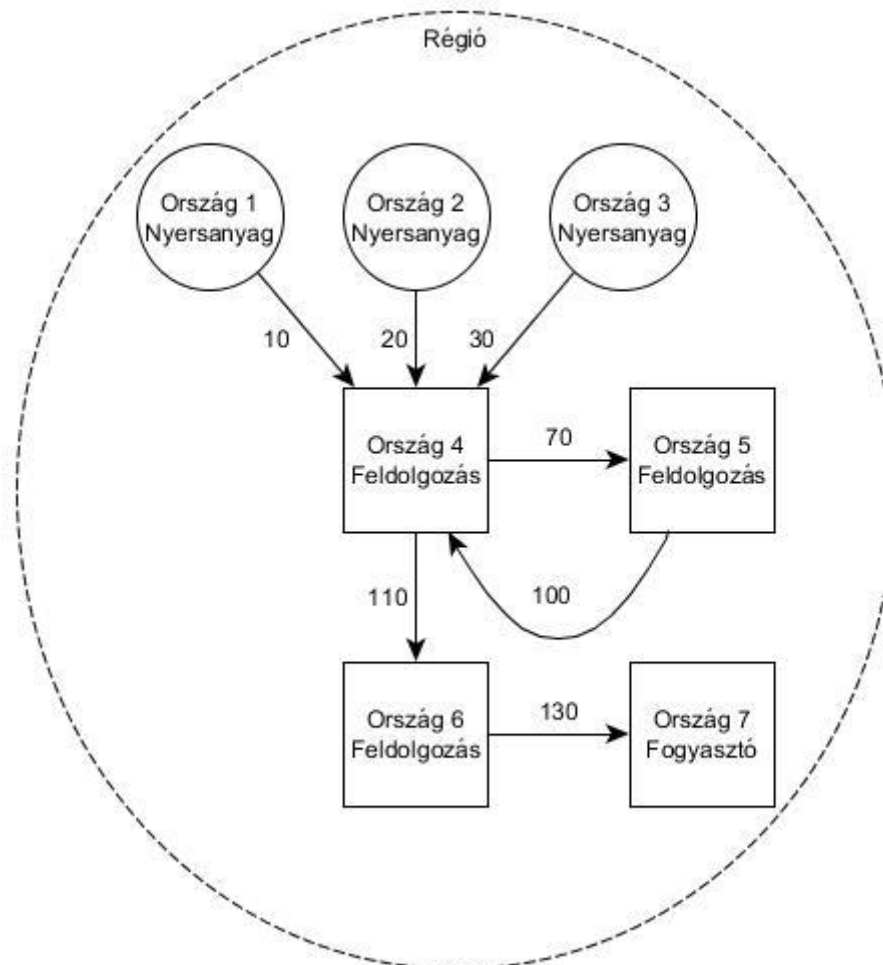 Régió
Ország 1
Nyersanyag
Ország 2
Nyersanyag
Ország 3
Nyersanyag
10
20
30
Ország 4
Feldolgozás
70
Ország 5
Feldolgozás
110
100
Ország 6
Feldolgozás
130
Ország 7
Fogyasztó